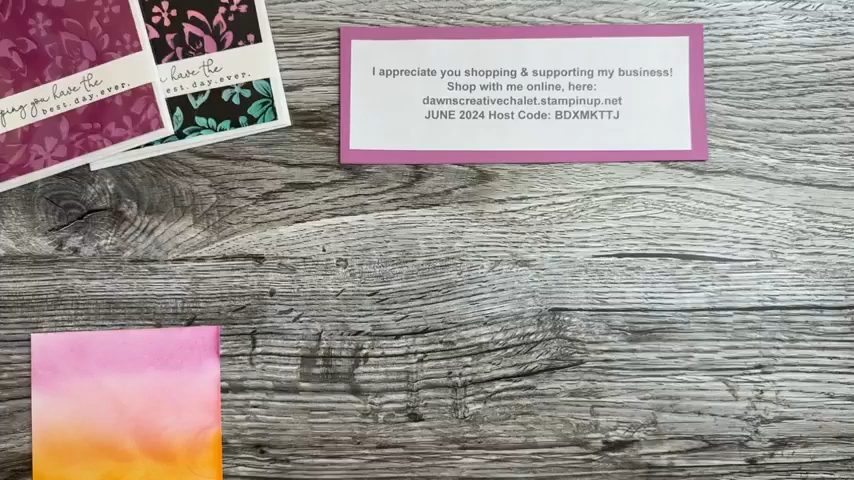 ping you have the
best.day.ever.
have the
best.day.ever.
I appreciate you shopping & supporting my business!
Shop with me online, here:
dawnscreativechalet.stampinup.net
JUNE 2024 Host Code: BDXMKTTJ